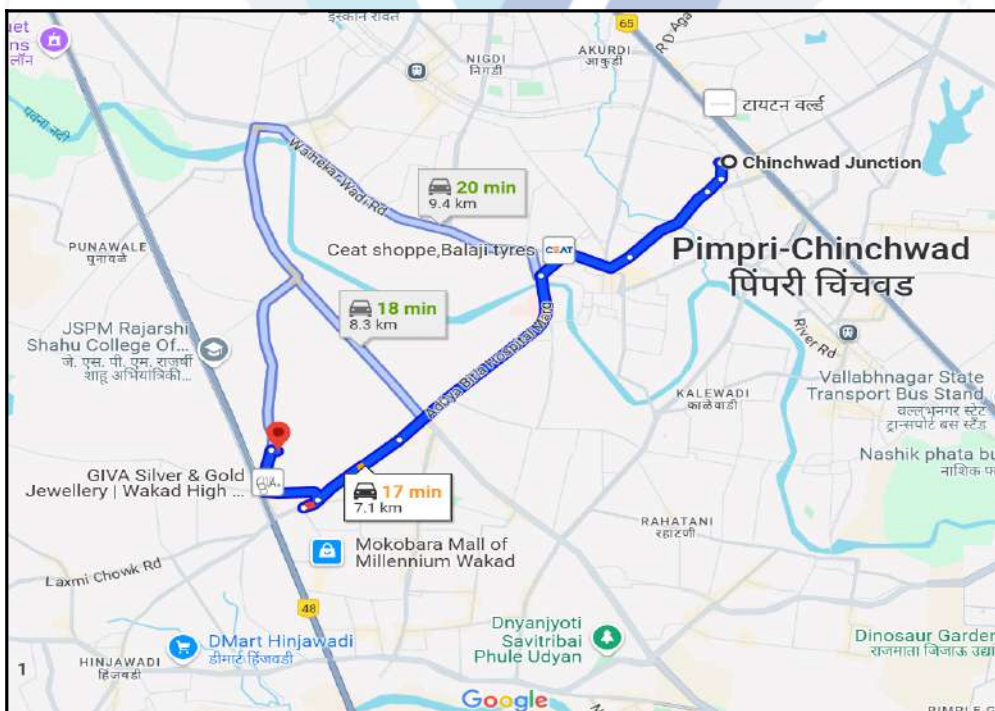 uet
ns
लॉन
इस्कॉन रावेत
NIGDI
निगडी
AKURDI
आकुर्डी
65
R D Aga
टायटन वर्ल्ड
पवना नदी
Chinchwad Junction
Walhekar Wadi Rd
20 min
9.4 km
PUNAWALE
पुनावळे
Ceat shoppe,Balaji tyres
CEAT
Pimpri-Chinchwad
पिंपरी चिंचवड
18 min
8.3 km
JSPM Rajarshi
Shahu College Of...
जे. एस. पी. एम. राजर्षी
शाहू अभियांत्रिकी...
Aditya Birla Hospital Marg
River Rd
Vallabhnagar State
Transport Bus Stand
वल्लभनगर स्टेट
ट्रान्सपोर्ट बस स्टँड
KALEWADI
काळेवाडी
GIVA Silver & Gold
Jewellery | Wakad High ...
Nashik phata bu
नाशिक फ
17 min
7.1 km
RAHATANI
रहाटणी
Mokobara Mall of
Millennium Wakad
Laxmi Chowk Rd
48
DMart Hinjawadi
डीमार्ट हिंजवडी
Dnyanjyoti
Savitribai
Phule Udyan
Dinosaur Garden
राजमाता जिजाऊ उद्या
1
HINJAWADI
हिंजवडी
Google
PIMPLE G